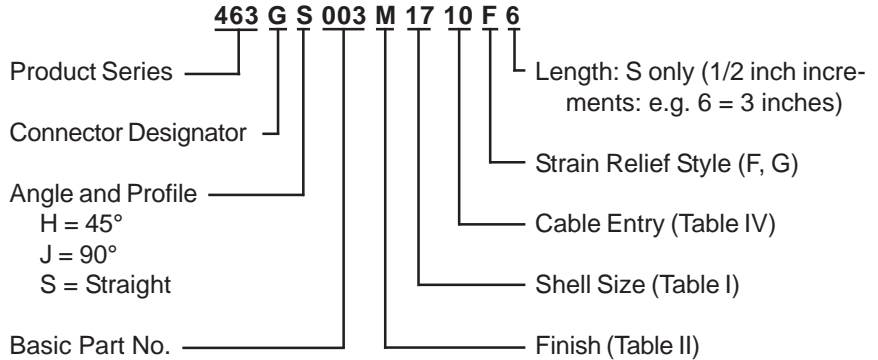 463 G S 003 M 17 10 F 6
Product Series
Connector Designator
Angle and Profile
H = 45°
J = 90°
S = Straight
Basic Part No.
Length: S only (1/2 inch incre-
ments: e.g. 6 = 3 inches)
Strain Relief Style (F, G)
Cable Entry (Table IV)
Shell Size (Table I)
Finish (Table II)